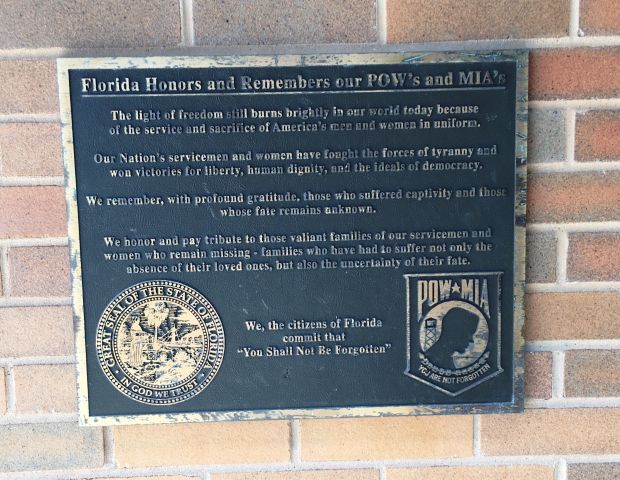 Florida Honors and Remembers our POW's and MIA's
The light of freedom still burns brightly in our world today because
of the service and sacrifice of America's men and women in uniform.
Our Nation's servicemen and women have fought the forces of tyranny and
won victories for liberty, human dignity, and the ideals of democracy.
We remember, with profound gratitude, those who suffered captivity and those
whose fate remains unknown.
We honor and pay tribute to those valiant families of our servicemen and
women who remain missing - families who have had to suffer not only the
absence of their loved ones, but also the uncertainty of their fate.
GREAT SEAL OF THE STATE OF FLORIDA
IN GOD WE TRUST
We, the citizens of Florida
commit that
"You Shall Not Be Forgotten"
POW★MIA
YOU ARE NOT FORGOTTEN